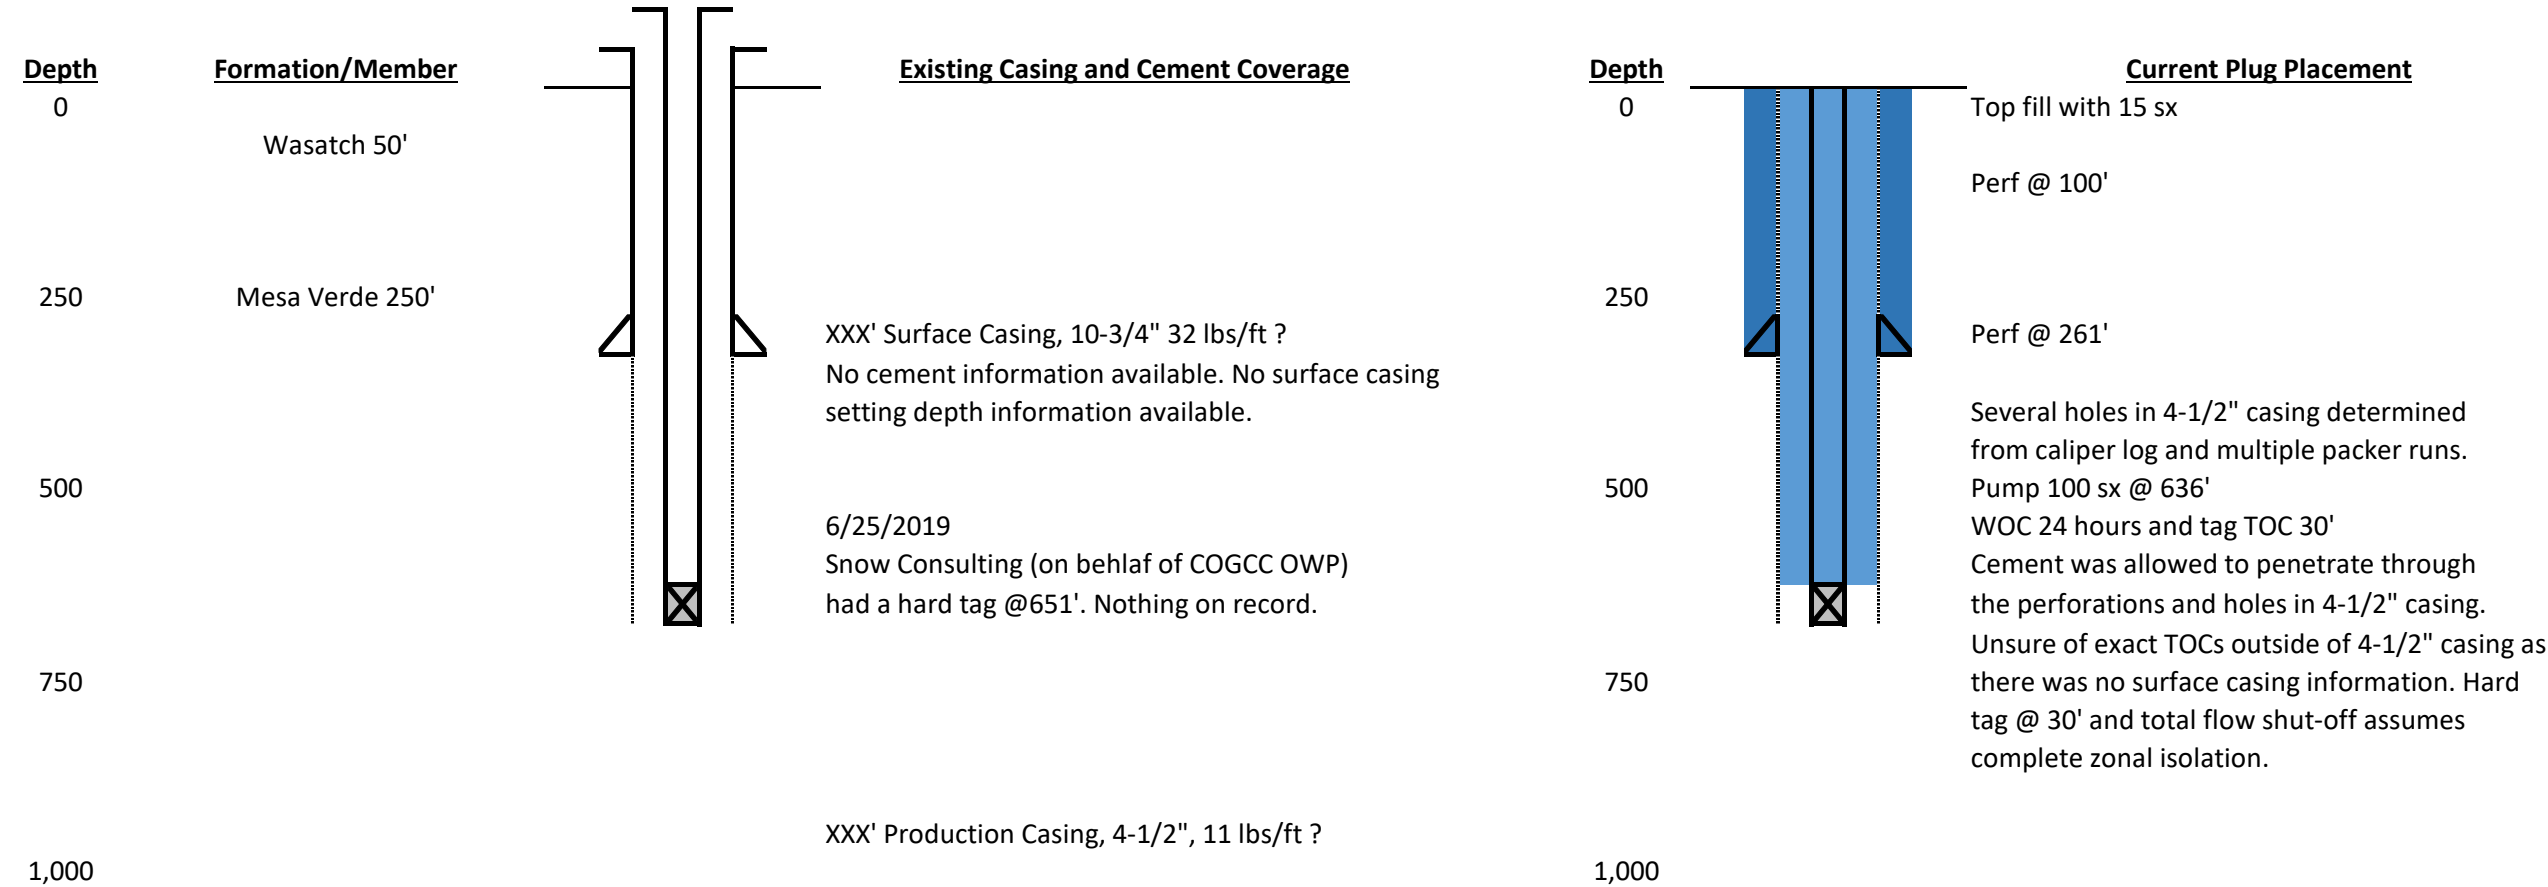 Depth
Formation/Member
Existing Casing and Cement Coverage
0
Wasatch 50'
250
Mesa Verde 250'
XXX' Surface Casing, 10-3/4" 32 lbs/ft ?
No cement information available. No surface casing
setting depth information available.
500
6/25/2019
Snow Consulting (on behlaf of COGCC OWP)
had a hard tag @651'. Nothing on record.
750
XXX' Production Casing, 4-1/2", 11 lbs/ft ?
1,000
Depth
Current Plug Placement
0
Top fill with 15 sx
Perf @ 100'
250
Perf @ 261'
Several holes in 4-1/2" casing determined
from caliper log and multiple packer runs.
500
Pump 100 sx @ 636'
WOC 24 hours and tag TOC 30'
Cement was allowed to penetrate through
the perforations and holes in 4-1/2" casing.
Unsure of exact TOCs outside of 4-1/2" casing as
750
there was no surface casing information. Hard
tag @ 30' and total flow shut-off assumes
complete zonal isolation.
1,000